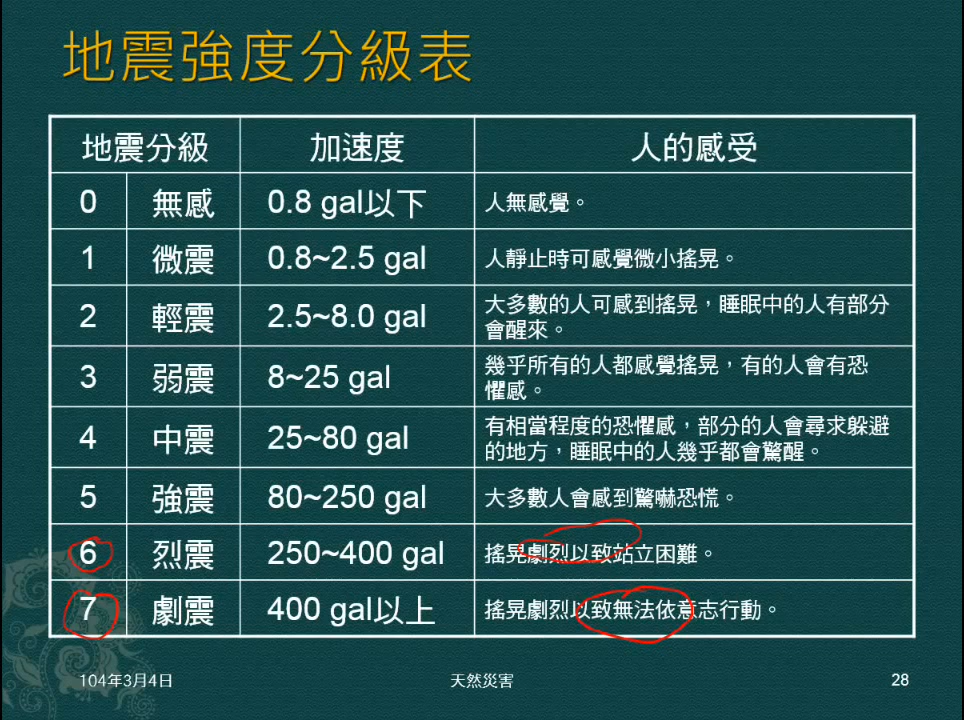 地震強度分級表
地震分級 加速度 人的感受
0 無感 0.8 gal以下 人無感覺。
1 微震 0.8~2.5 gal 人靜止時可感覺微小搖晃。
2 輕震 2.5~8.0 gal 大多數的人可感到搖晃，睡眠中的人有部分
會醒來。
3 弱震 8~25 gal 幾乎所有的人都感覺搖晃，有的人會有恐
懼感。
4 中震 25~80 gal 有相當程度的恐懼感，部分的人會尋求躲避
的地方，睡眠中的人幾乎都會驚醒。
5 強震 80~250 gal 大多數人會感到驚嚇恐慌。
6 烈震 250~400 gal 搖晃劇烈以致站立困難。
7 劇震 400 gal以上 搖晃劇烈以致無法依意志行動。
104年3月4日 天然災害 28